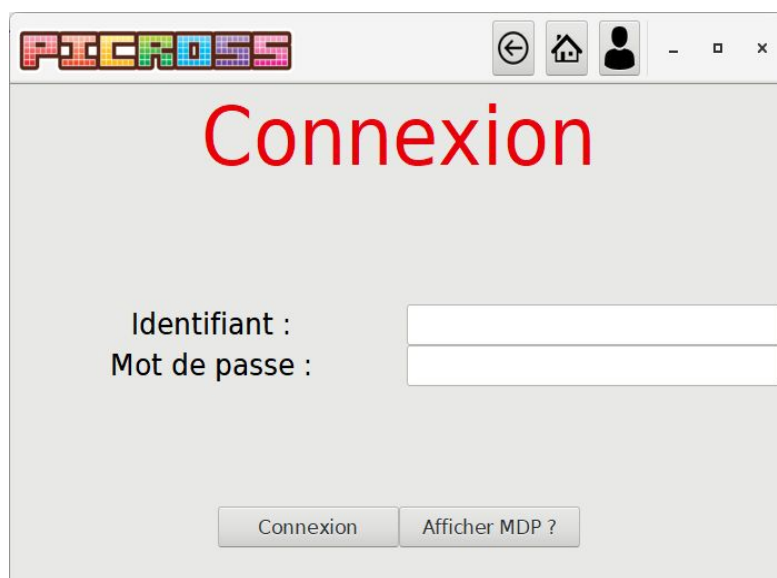 PICROSS
Connexion
Identifiant :
Mot de passe :
Connexion Afficher MDP ?